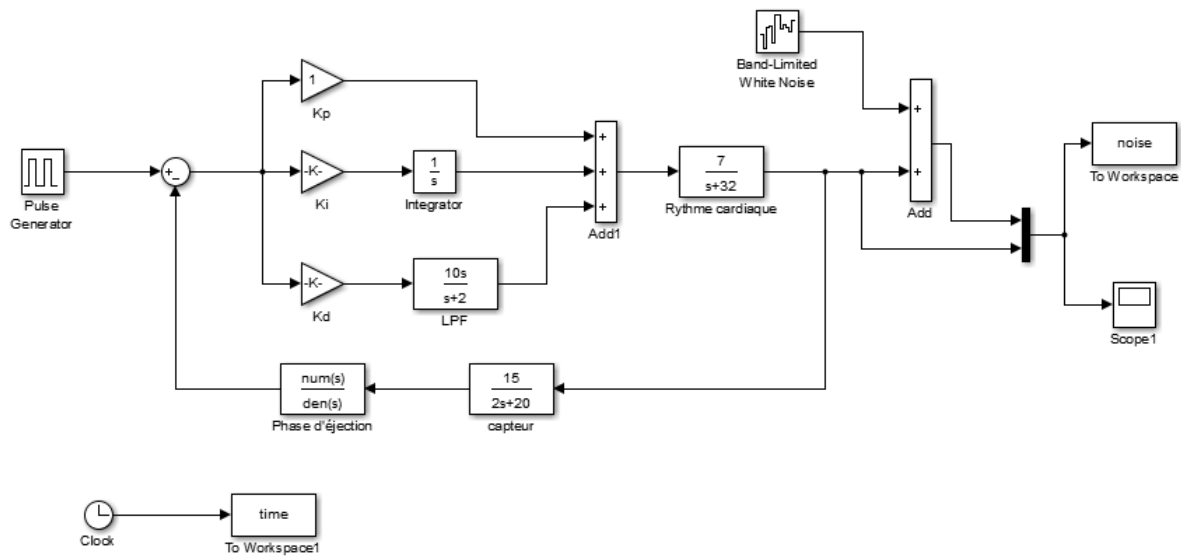 Band-Limited
White Noise
1
Kp
+
+
noise
To Workspace
Add
Pulse
Generator
+
-
-K-
Ki
1
s
Integrator
+
+
+
Add1
7
s+32
Rythme cardiaque
-K-
Kd
10s
s+2
LPF
Scope1
num(s)
den(s)
Phase d'éjection
15
2s+20
capteur
Clock
time
To Workspace1